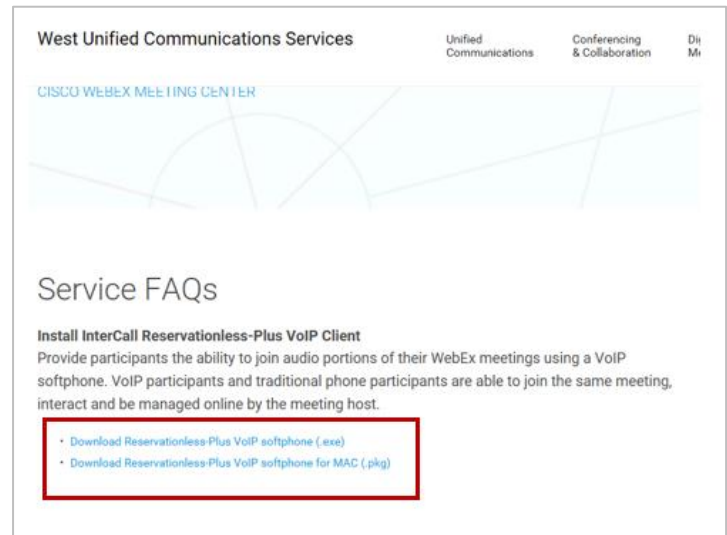 West Unified Communications Services
Unified
Communications
Conferencing
& Collaboration
CISCO WEBEX MEETING CENTER
Service FAQs
Install InterCall Reservationless-Plus VoIP Client
Provide participants the ability to join audio portions of their WebEx meetings using a VoIP
softphone. VoIP participants and traditional phone participants are able to join the same meeting,
interact and be managed online by the meeting host.
• Download Reservationless-Plus VoIP softphone (.exe)
• Download Reservationless-Plus VoIP softphone for MAC (.pkg)